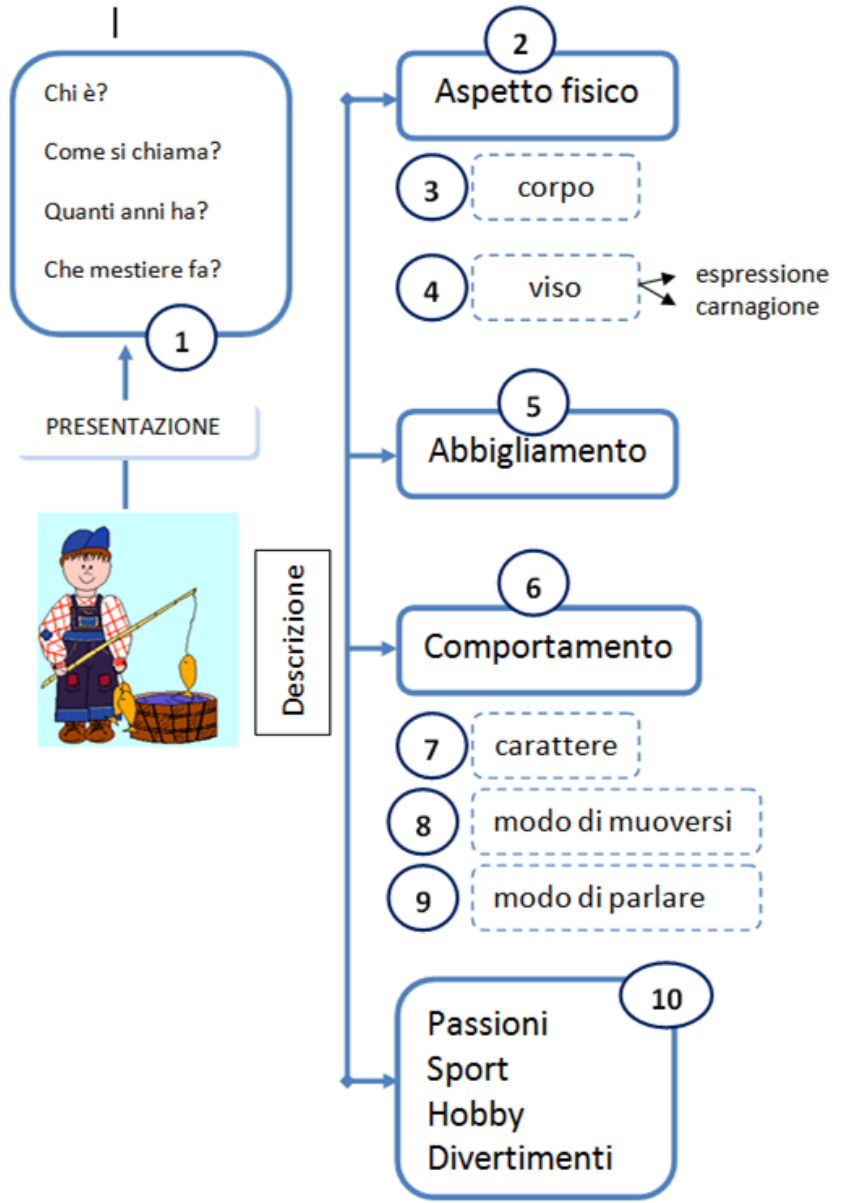 1
Chi è?
Come si chiama?
Quanti anni ha?
Che mestiere fa?
PRESENTAZIONE
Descrizione
2
Aspetto fisico
3
corpo
4
viso
espressione
carnagione
5
Abbigliamento
6
Comportamento
7
carattere
8
modo di muoversi
9
modo di parlare
10
Passioni
Sport
Hobby
Divertimenti